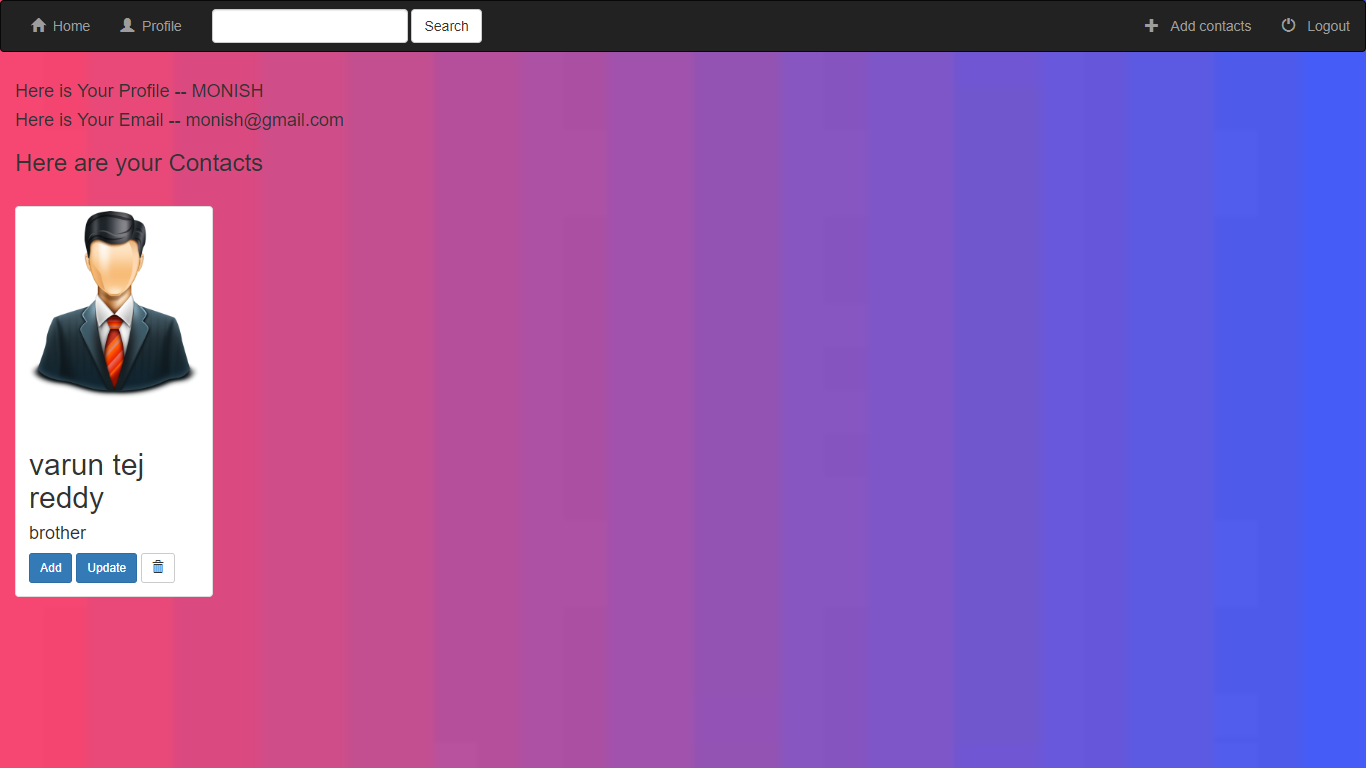 Home Profile Search Add contacts Logout
Here is Your Profile -- MONISH
Here is Your Email -- monish@gmail.com
Here are your Contacts
varun tej
reddy
brother
Add Update